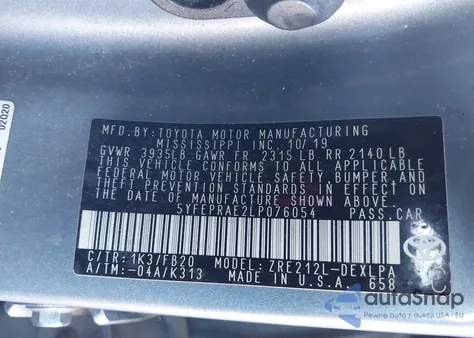 02020
MFD. BY: TOYOTA MOTOR MANUFACTURING
MISSISSIPPI INC. 10/19
GVWR 3935LB GAWR FR 2315 LB RR 2140 LB
THIS VEHICLE CONFORMS TO ALL APPLICABLE
FEDERAL MOTOR VEHICLE SAFETY, BUMPER, AND
THEFT PREVENTION STANDARDS IN EFFECT ON
THE DATE OF MANUFACTURE SHOWN ABOVE.
5YFEPRAE2LP076054 PASS. CAR
C/TR: 1K3/FB20 MODEL: ZRE212L-DEXLPA
A/TM: -04A/K313 MADE IN U.S.A. 658
autoSnap
Pewne auto z USA i EU